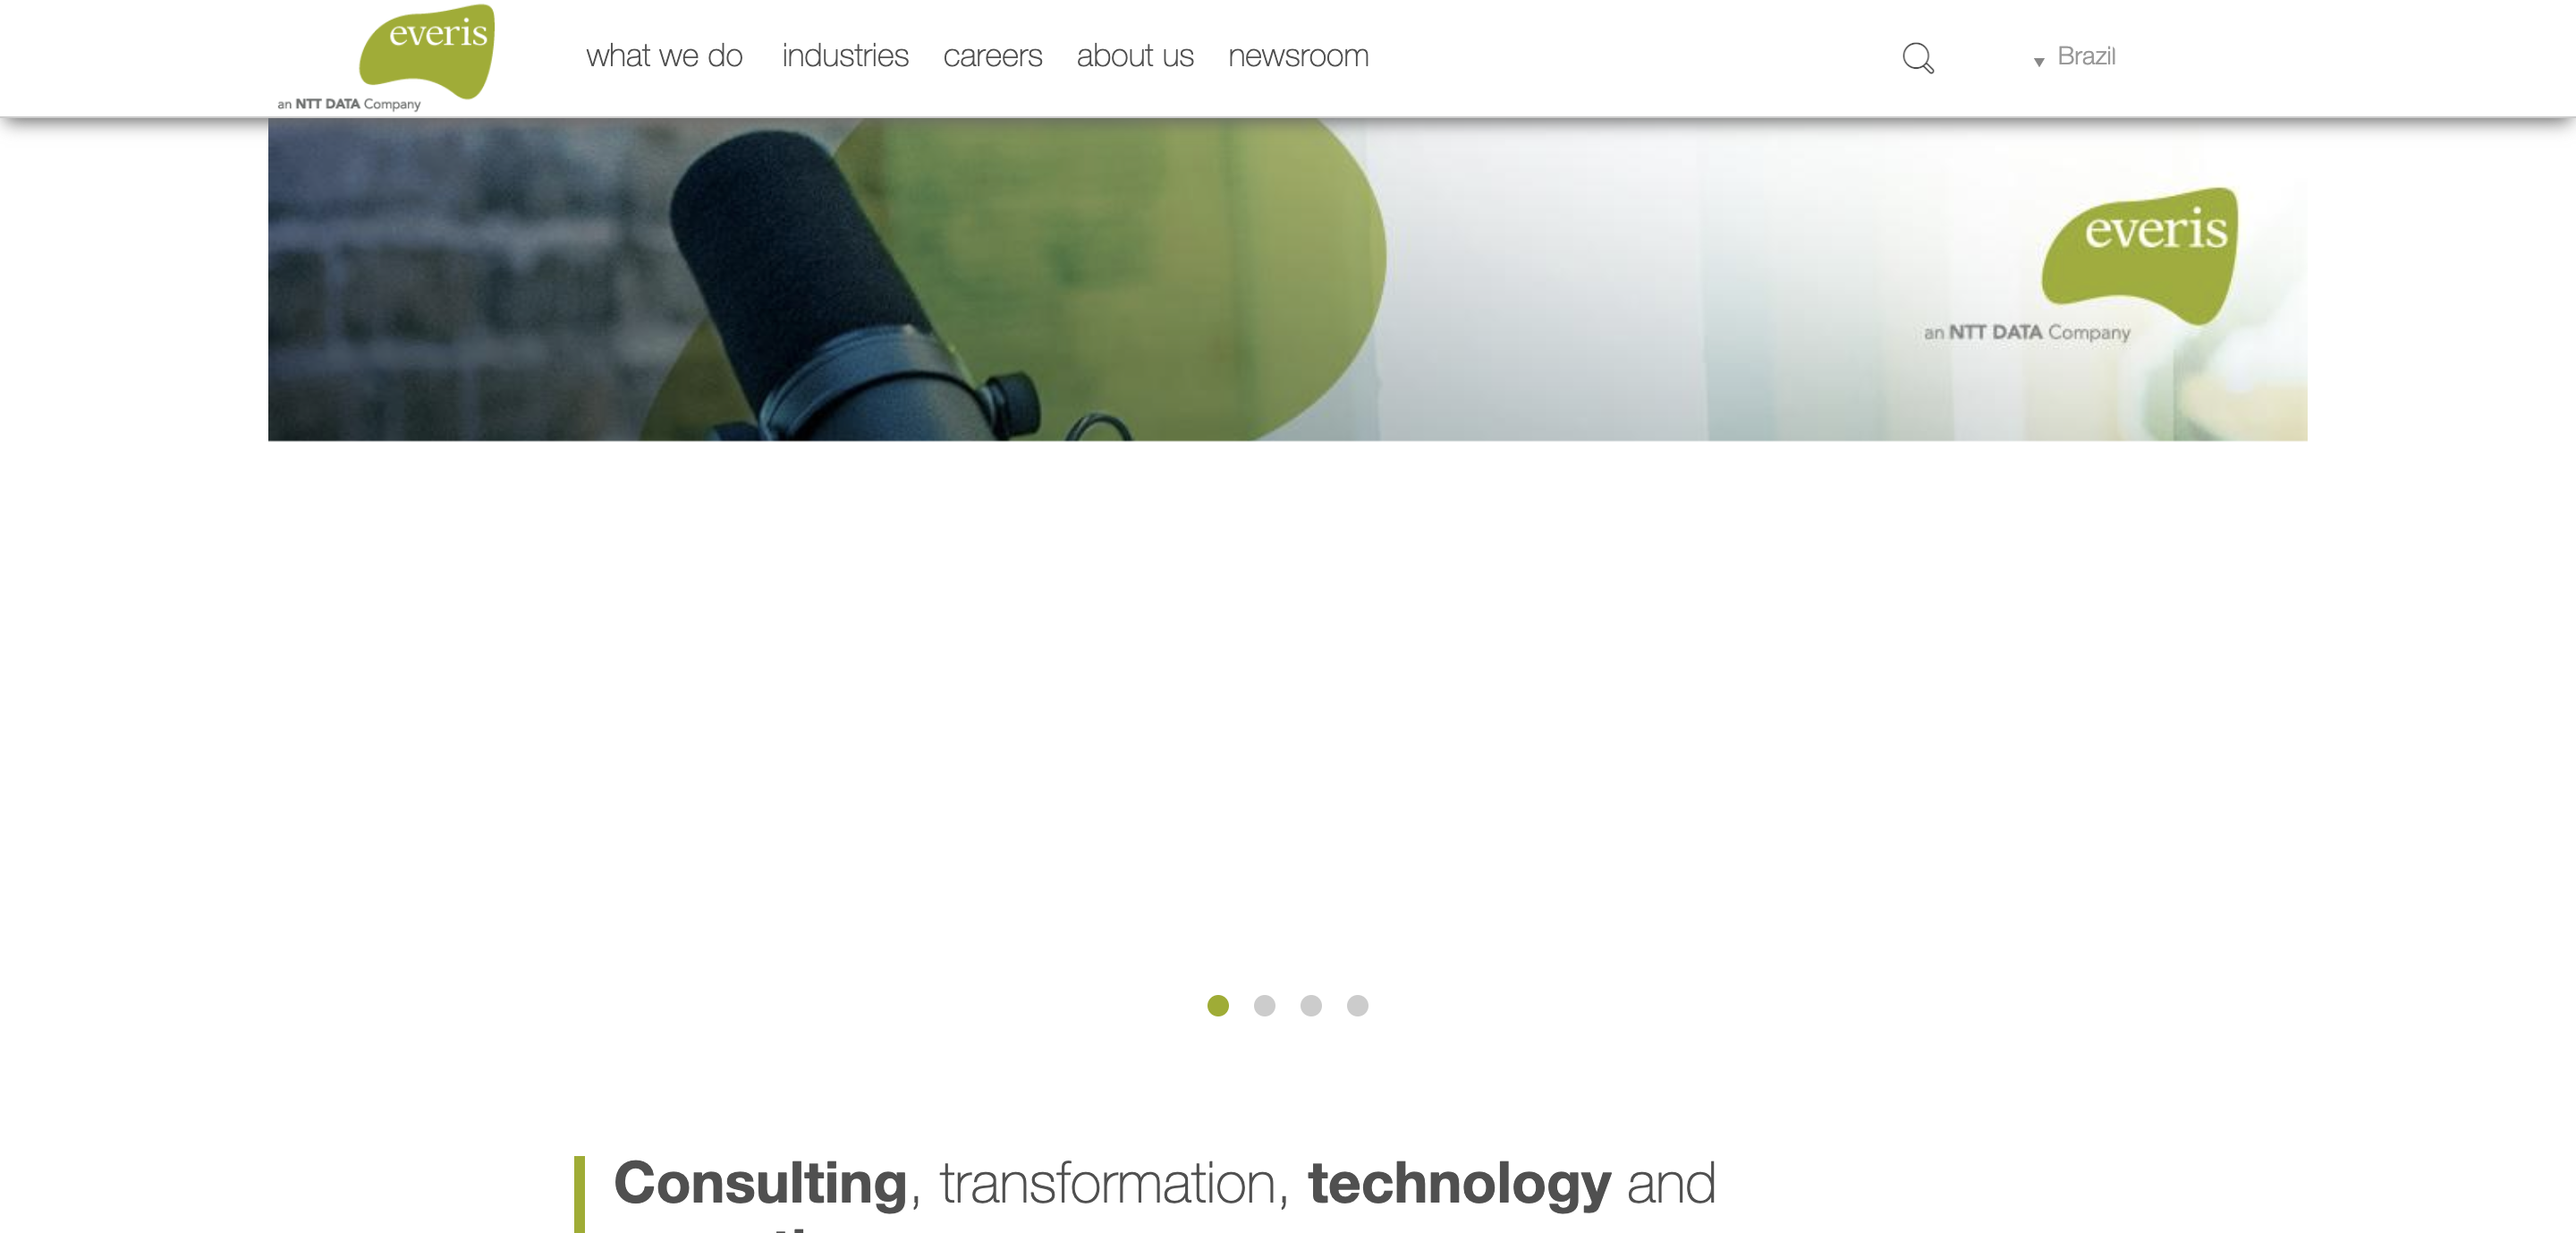 everis
an NTT DATA Company
what we do industries careers about us newsroom
Brazil
everis
an NTT DATA Company
Consulting, transformation, technology and